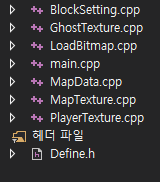 BlockSetting.cpp
GhostTexture.cpp
LoadBitmap.cpp
main.cpp
MapData.cpp
MapTexture.cpp
PlayerTexture.cpp
헤더 파일
Define.h